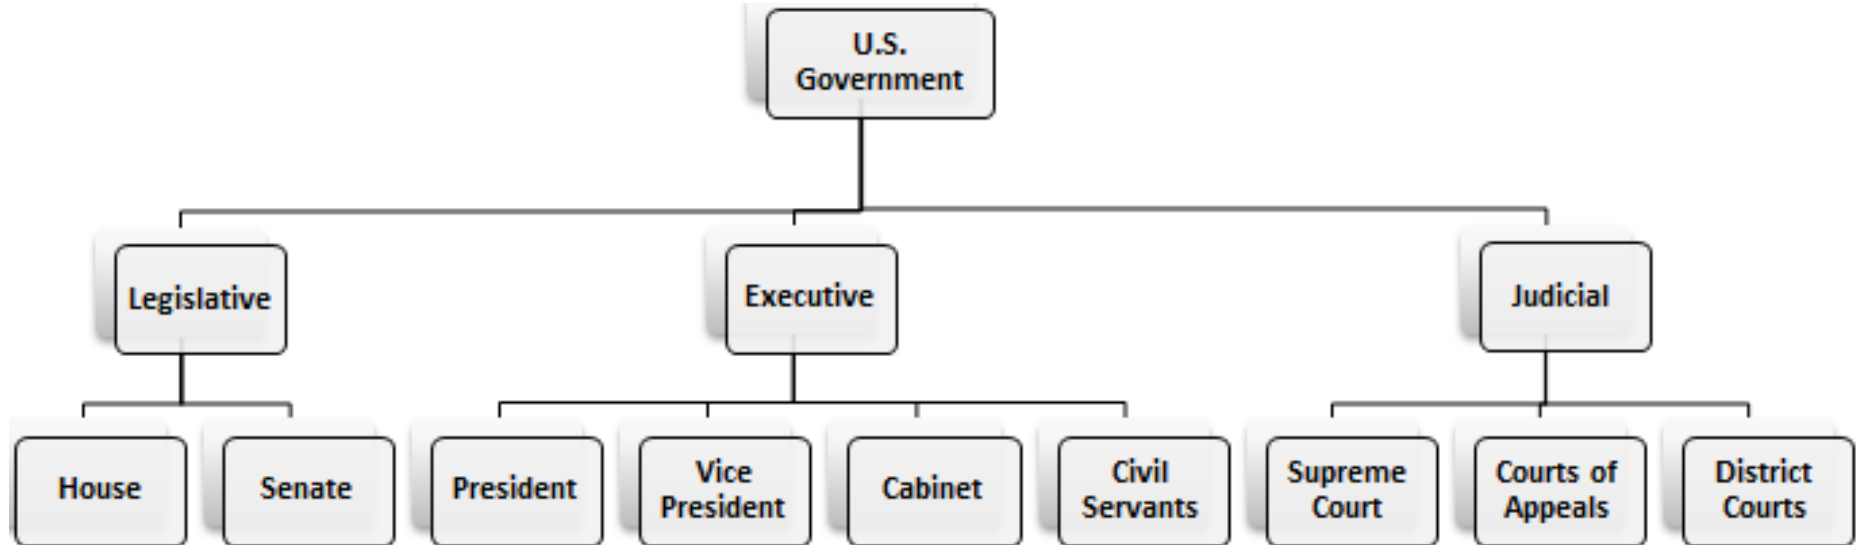 U.S.
Government
Legislative
Executive
Judicial
House
Senate
President
Vice
President
Cabinet
Civil
Servants
Supreme
Court
Courts of
Appeals
District
Courts